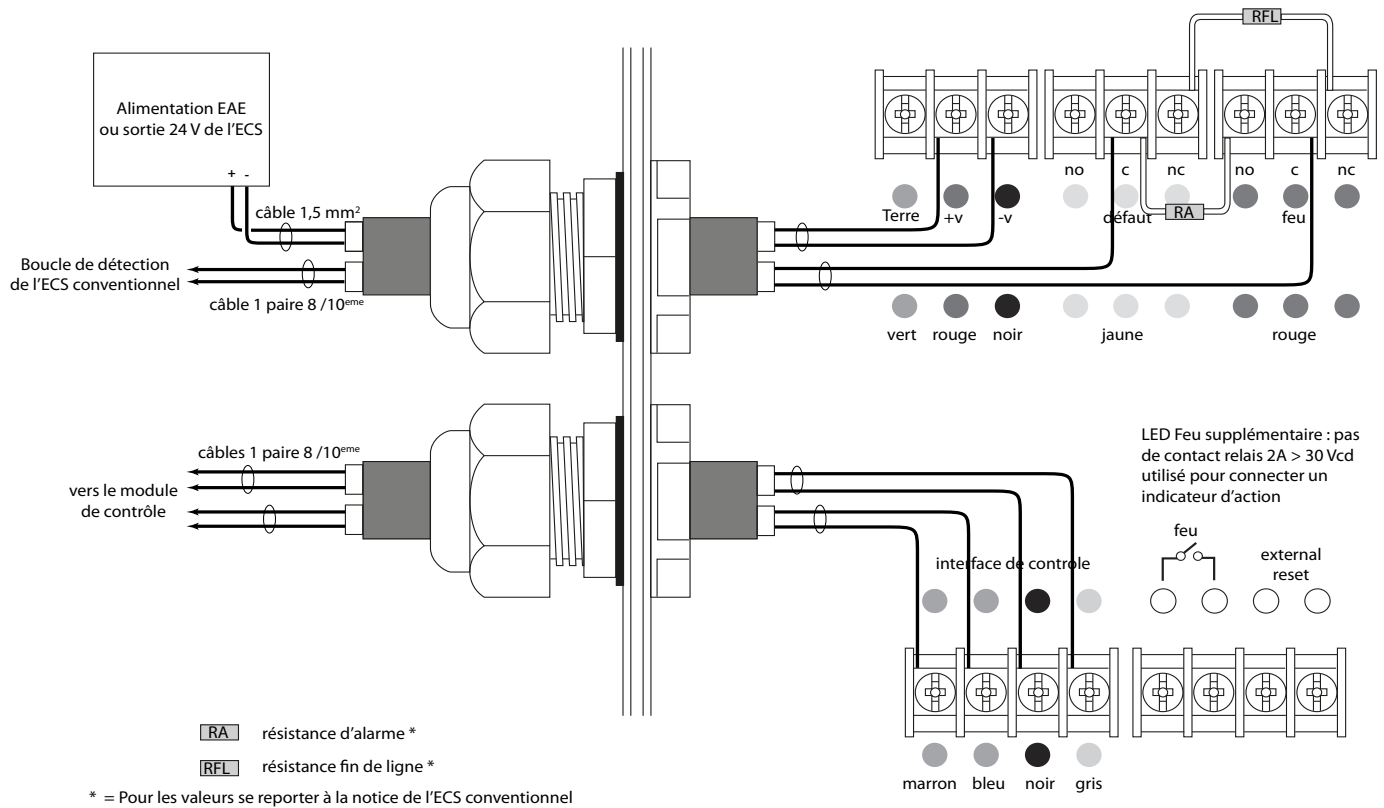 RFL
Alimentation EAE
ou sortie 24 V de l’ECS
+ -
câble 1,5 mm²
Boucle de détection
de l’ECS conventionnel
câble 1 paire 8 /10eme
no c nc no c nc
Terre +v -v défaut RA feu
vert rouge noir jaune rouge
câbles 1 paire 8 /10eme
vers le module
de contrôle
LED Feu supplémentaire : pas
de contact relais 2A > 30 Vcd
utilisé pour connecter un
indicateur d’action
feu
interface de controle
external
reset
marron bleu noir gris
RA résistance d’alarme *
RFL résistance fin de ligne *
* = Pour les valeurs se reporter à la notice de l’ECS conventionnel